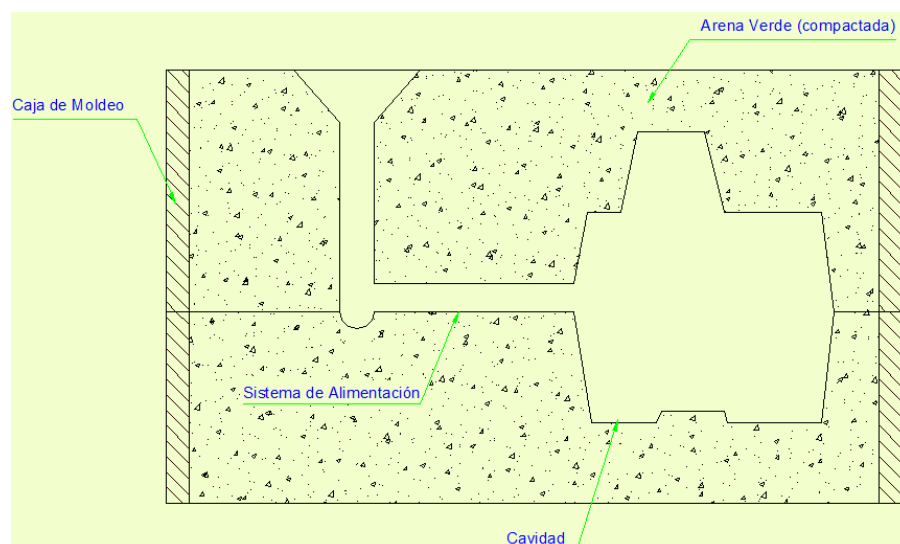 Arena Verde (compactada)
Caja de Moldeo
Sistema de Alimentación
Cavidad